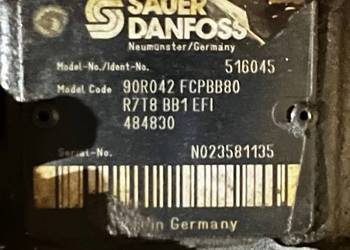 SAUER
DANFOSS
Neumünster/Germany
Model-No./Ident-No. 516045
Model Code 90R042 FCPBB80
R7T8 BB1 EFI
484830
Serial-No. N023581135
in Germany